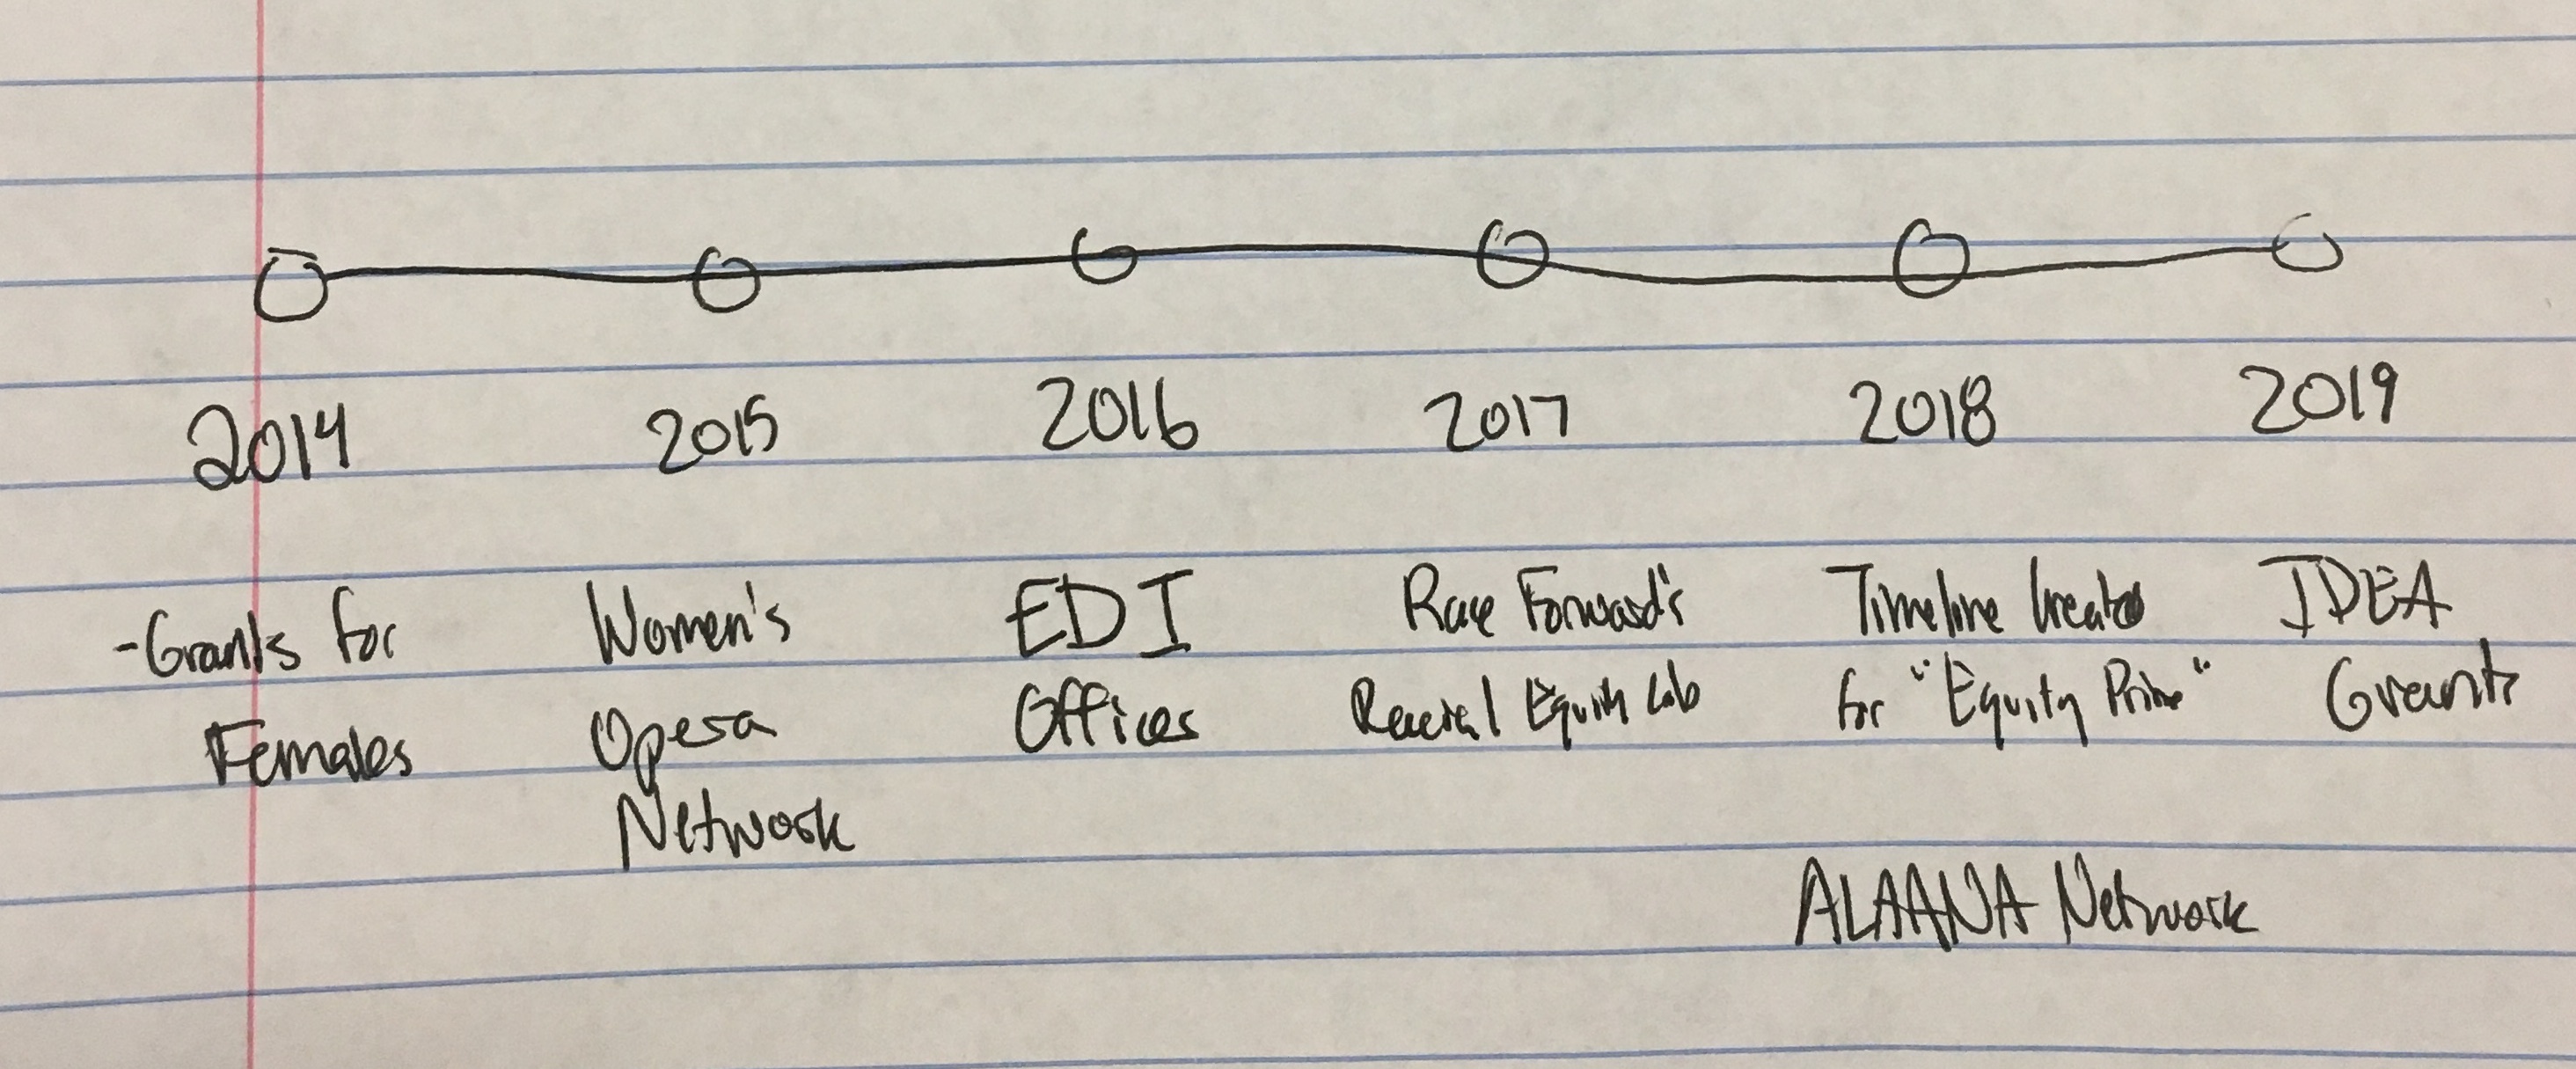 2014 2015 2016 2017 2018 2019
-Grants for Women's EDI Race Forward's Timeline Created IDEA
Females Opera Offices Racial Equity Lab for "Equity Prime" Grants
Network
ALAANA Network